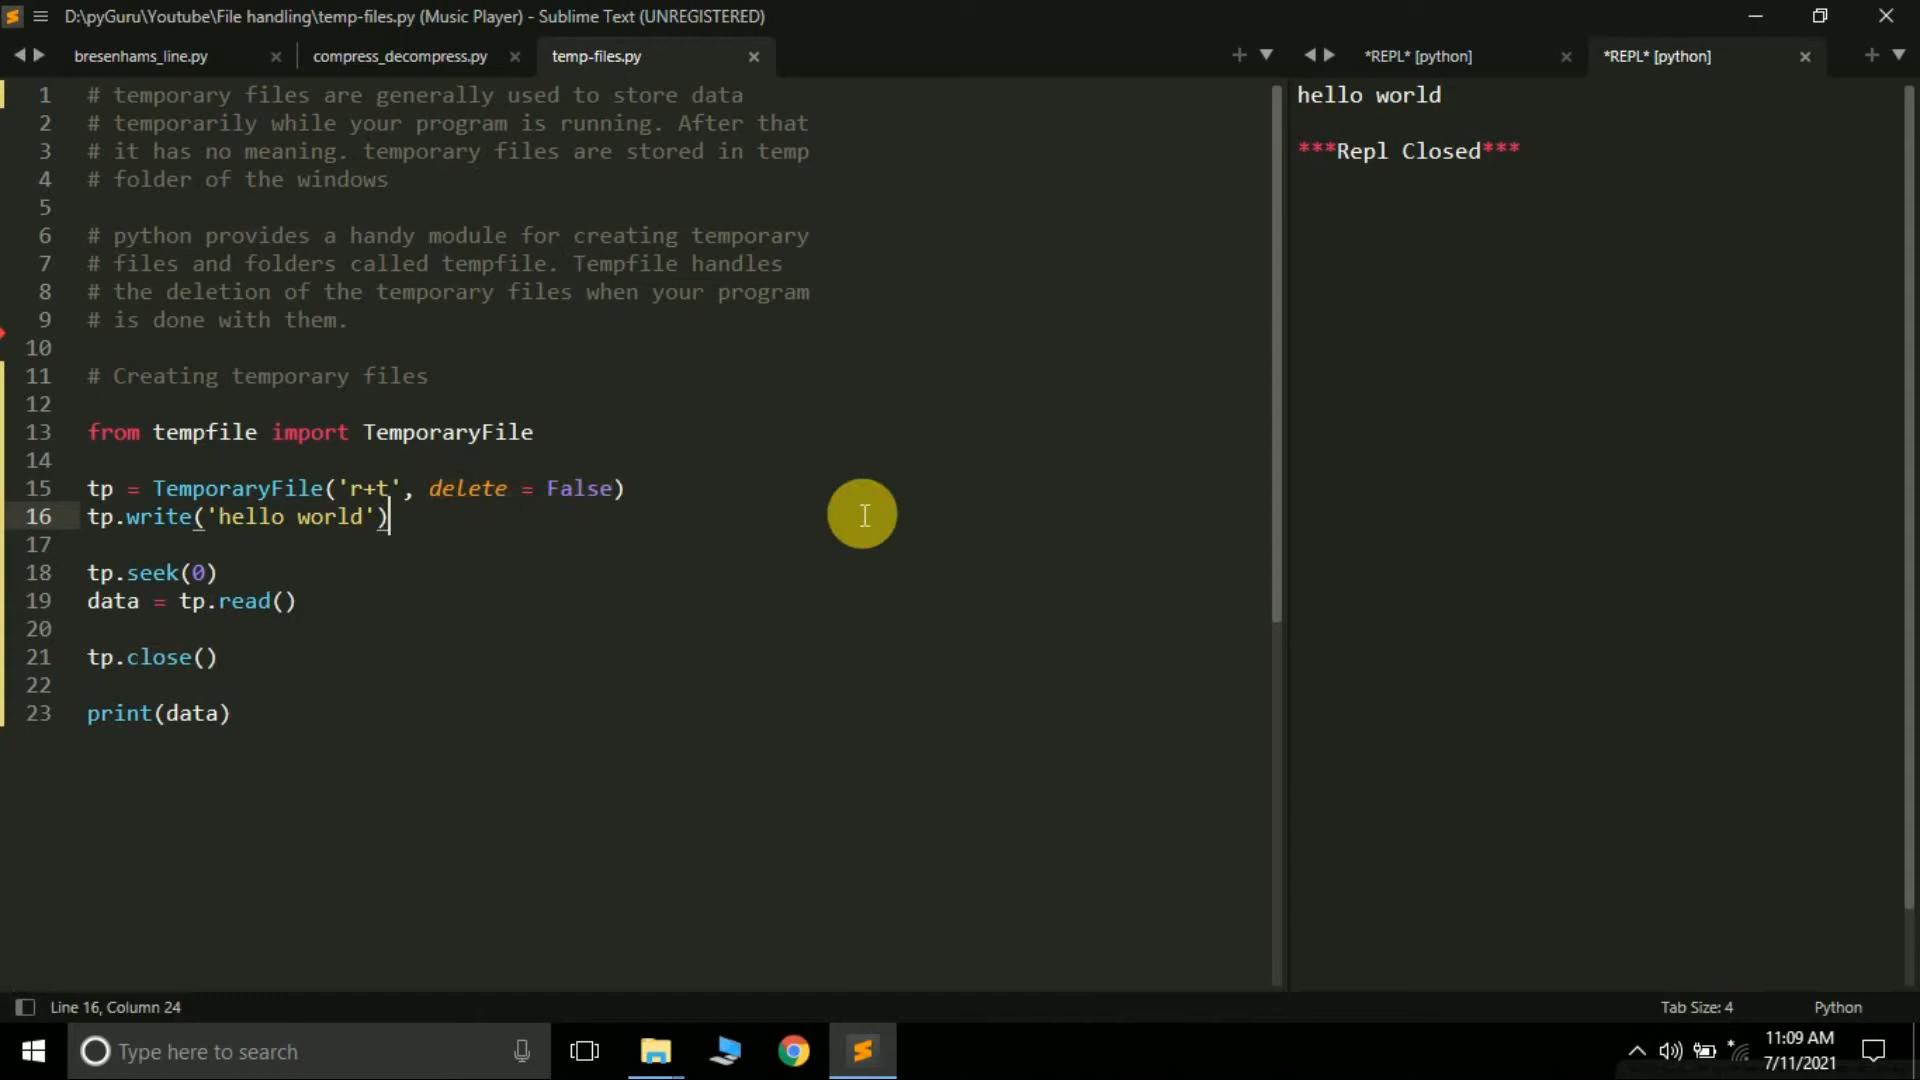 D:\pyGuru\Youtube\File handling\temp-files.py (Music Player) - Sublime Text (UNREGISTERED)
bresenhams_line.py
compress_decompress.py
temp-files.py
*REPL* [python]
*REPL* [python]
1 # temporary files are generally used to store data
2 # temporarily while your program is running. After that
3 # it has no meaning. temporary files are stored in temp
4 # folder of the windows
5
6 # python provides a handy module for creating temporary
7 # files and folders called tempfile. Tempfile handles
8 # the deletion of the temporary files when your program
9 # is done with them.
10
11 # Creating temporary files
12
13 from tempfile import TemporaryFile
14
15 tp = TemporaryFile('r+t', delete = False)
16 tp.write('hello world')
17
18 tp.seek(0)
19 data = tp.read()
20
21 tp.close()
22
23 print(data)
hello world
***Repl Closed***
Line 16, Column 24
Tab Size: 4
Python
Type here to search
11:09 AM
7/11/2021